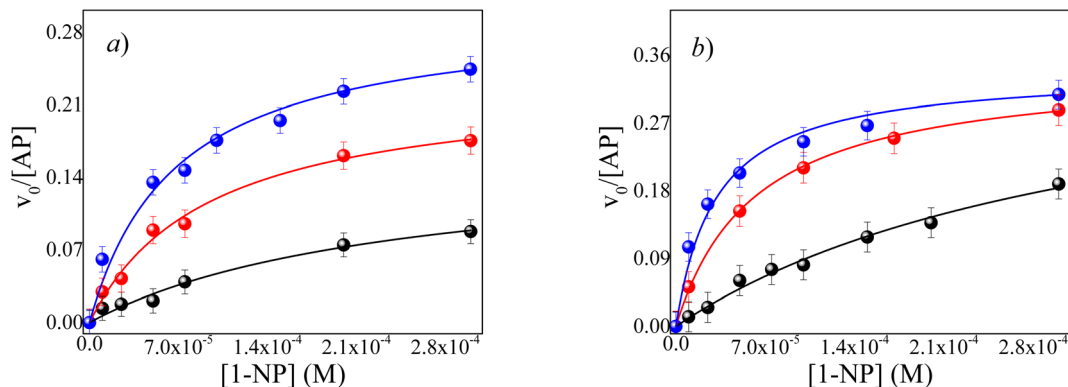 a)
v₀/[AP]
0.28
0.21
0.14
0.07
0.00
0.0
7.0x10⁻⁵
1.4x10⁻⁴
2.1x10⁻⁴
2.8x10⁻⁴
[1-NP] (M)
b)
v₀/[AP]
0.36
0.27
0.18
0.09
0.00
0.0
7.0x10⁻⁵
1.4x10⁻⁴
2.1x10⁻⁴
2.8x10⁻⁴
[1-NP] (M)